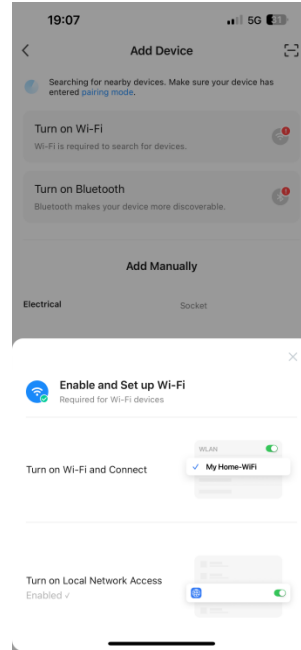 19:07
5G 31
Add Device
Searching for nearby devices. Make sure your device has
entered pairing mode.
Turn on Wi-Fi
Wi-Fi is required to search for devices.
Turn on Bluetooth
Bluetooth makes your device more discoverable.
Add Manually
Electrical
Socket
Enable and Set up Wi-Fi
Required for Wi-Fi devices
WLAN
Turn on Wi-Fi and Connect
✓ My Home-WiFi
Turn on Local Network Access
Enabled ✓